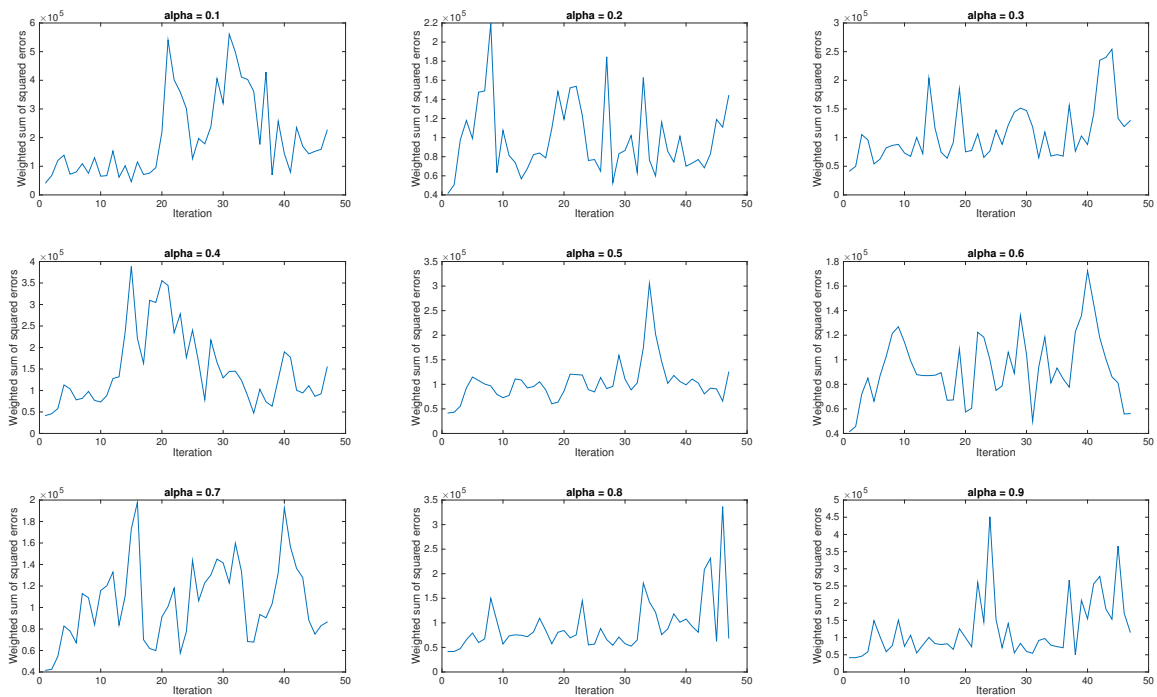 alpha = 0.1
×10^5
Weighted sum of squared errors
6
5
4
3
2
1
0
0 10 20 30 40 50
Iteration
alpha = 0.2
×10^5
Weighted sum of squared errors
2.2
2
1.8
1.6
1.4
1.2
1
0.8
0.6
0.4
0 10 20 30 40 50
Iteration
alpha = 0.3
×10^5
Weighted sum of squared errors
3
2.5
2
1.5
1
0.5
0
0 10 20 30 40 50
Iteration
alpha = 0.4
×10^5
Weighted sum of squared errors
4
3.5
3
2.5
2
1.5
1
0.5
0
0 10 20 30 40 50
Iteration
alpha = 0.5
×10^5
Weighted sum of squared errors
3.5
3
2.5
2
1.5
1
0.5
0
0 10 20 30 40 50
Iteration
alpha = 0.6
×10^5
Weighted sum of squared errors
1.8
1.6
1.4
1.2
1
0.8
0.6
0.4
0 10 20 30 40 50
Iteration
alpha = 0.7
×10^5
Weighted sum of squared errors
2
1.8
1.6
1.4
1.2
1
0.8
0.6
0.4
0 10 20 30 40 50
Iteration
alpha = 0.8
×10^5
Weighted sum of squared errors
3.5
3
2.5
2
1.5
1
0.5
0
0 10 20 30 40 50
Iteration
alpha = 0.9
×10^5
Weighted sum of squared errors
5
4.5
4
3.5
3
2.5
2
1.5
1
0.5
0
0 10 20 30 40 50
Iteration